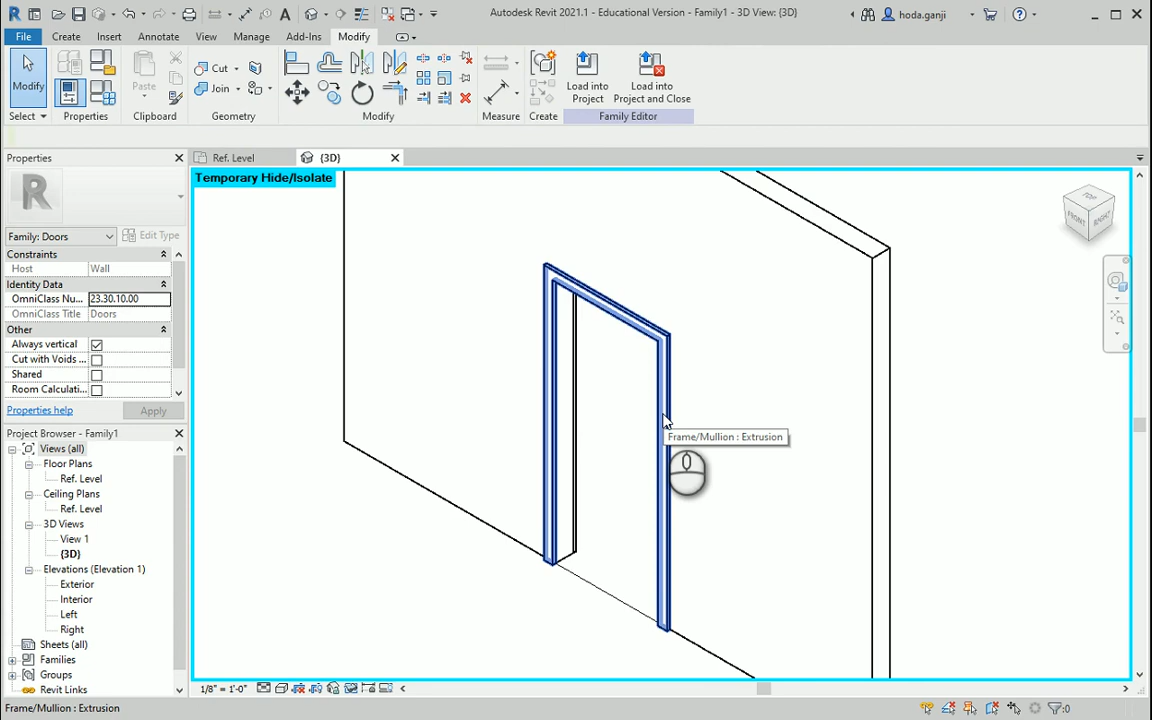 Autodesk Revit 2021.1 - Educational Version - Family1 - 3D View: {3D}
hoda.ganji
File
Create
Insert
Annotate
View
Manage
Add-Ins
Modify
Modify
Paste
Cut
Join
Load into Project
Load into Project and Close
Select
Properties
Clipboard
Geometry
Modify
Measure
Create
Family Editor
Properties
Ref. Level
{3D}
Temporary Hide/Isolate
R
Family: Doors
Edit Type
Constraints
Host
Wall
Identity Data
OmniClass Nu...
23.30.10.00
OmniClass Title
Doors
Other
Always vertical
Cut with Voids ...
Shared
Room Calculati...
Properties help
Apply
Project Browser - Family1
Views (all)
Floor Plans
Ref. Level
Ceiling Plans
Ref. Level
3D Views
View 1
{3D}
Elevations (Elevation 1)
Exterior
Interior
Left
Right
Sheets (all)
Families
Groups
Revit Links
TOP
FRONT
RIGHT
Frame/Mullion : Extrusion
1/8" = 1'-0"
Frame/Mullion : Extrusion
:0